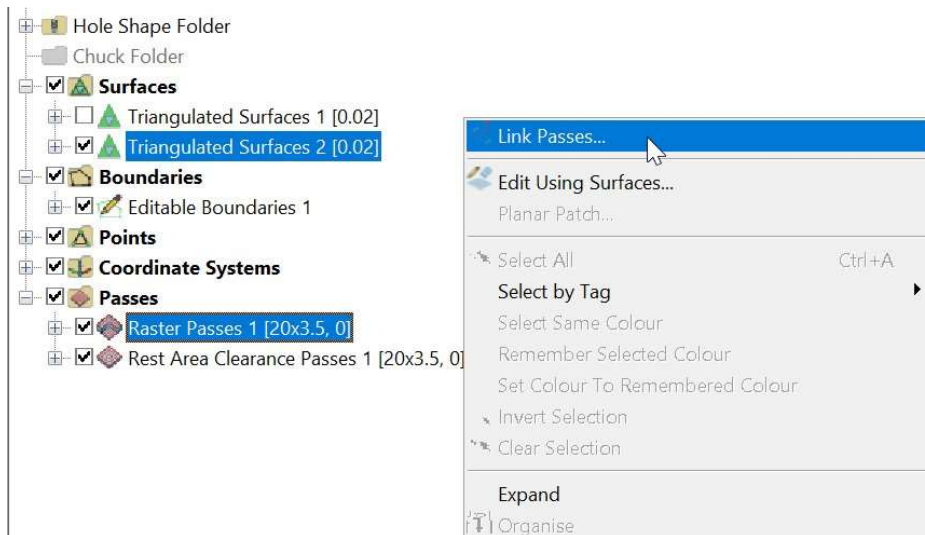 Hole Shape Folder
Chuck Folder
Surfaces
Triangulated Surfaces 1 [0.02]
Triangulated Surfaces 2 [0.02]
Boundaries
Editable Boundaries 1
Points
Coordinate Systems
Passes
Raster Passes 1 [20x3.5, 0]
Rest Area Clearance Passes 1 [20x3.5, 0]
Link Passes...
Edit Using Surfaces...
Planar Patch...
Select All Ctrl+A
Select by Tag
Select Same Colour
Remember Selected Colour
Set Colour To Remembered Colour
Invert Selection
Clear Selection
Expand
Organise